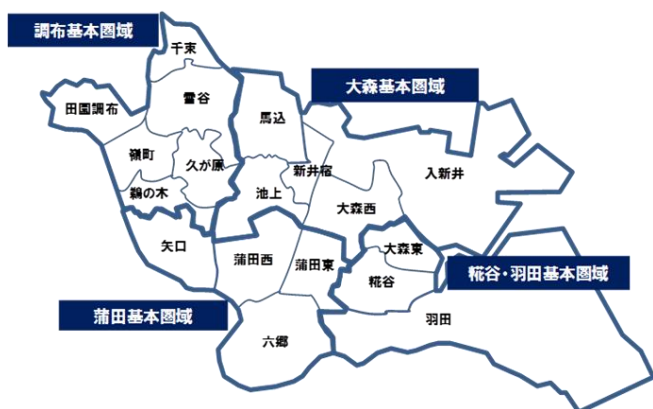 調布基本圏域
千束
大森基本圏域
田園調布
雪谷
馬込
嶺町
久が原
新井宿
入新井
鵜の木
池上
大森西
矢口
蒲田西
蒲田東
大森東
糀谷
糀谷・羽田基本圏域
蒲田基本圏域
羽田
六郷